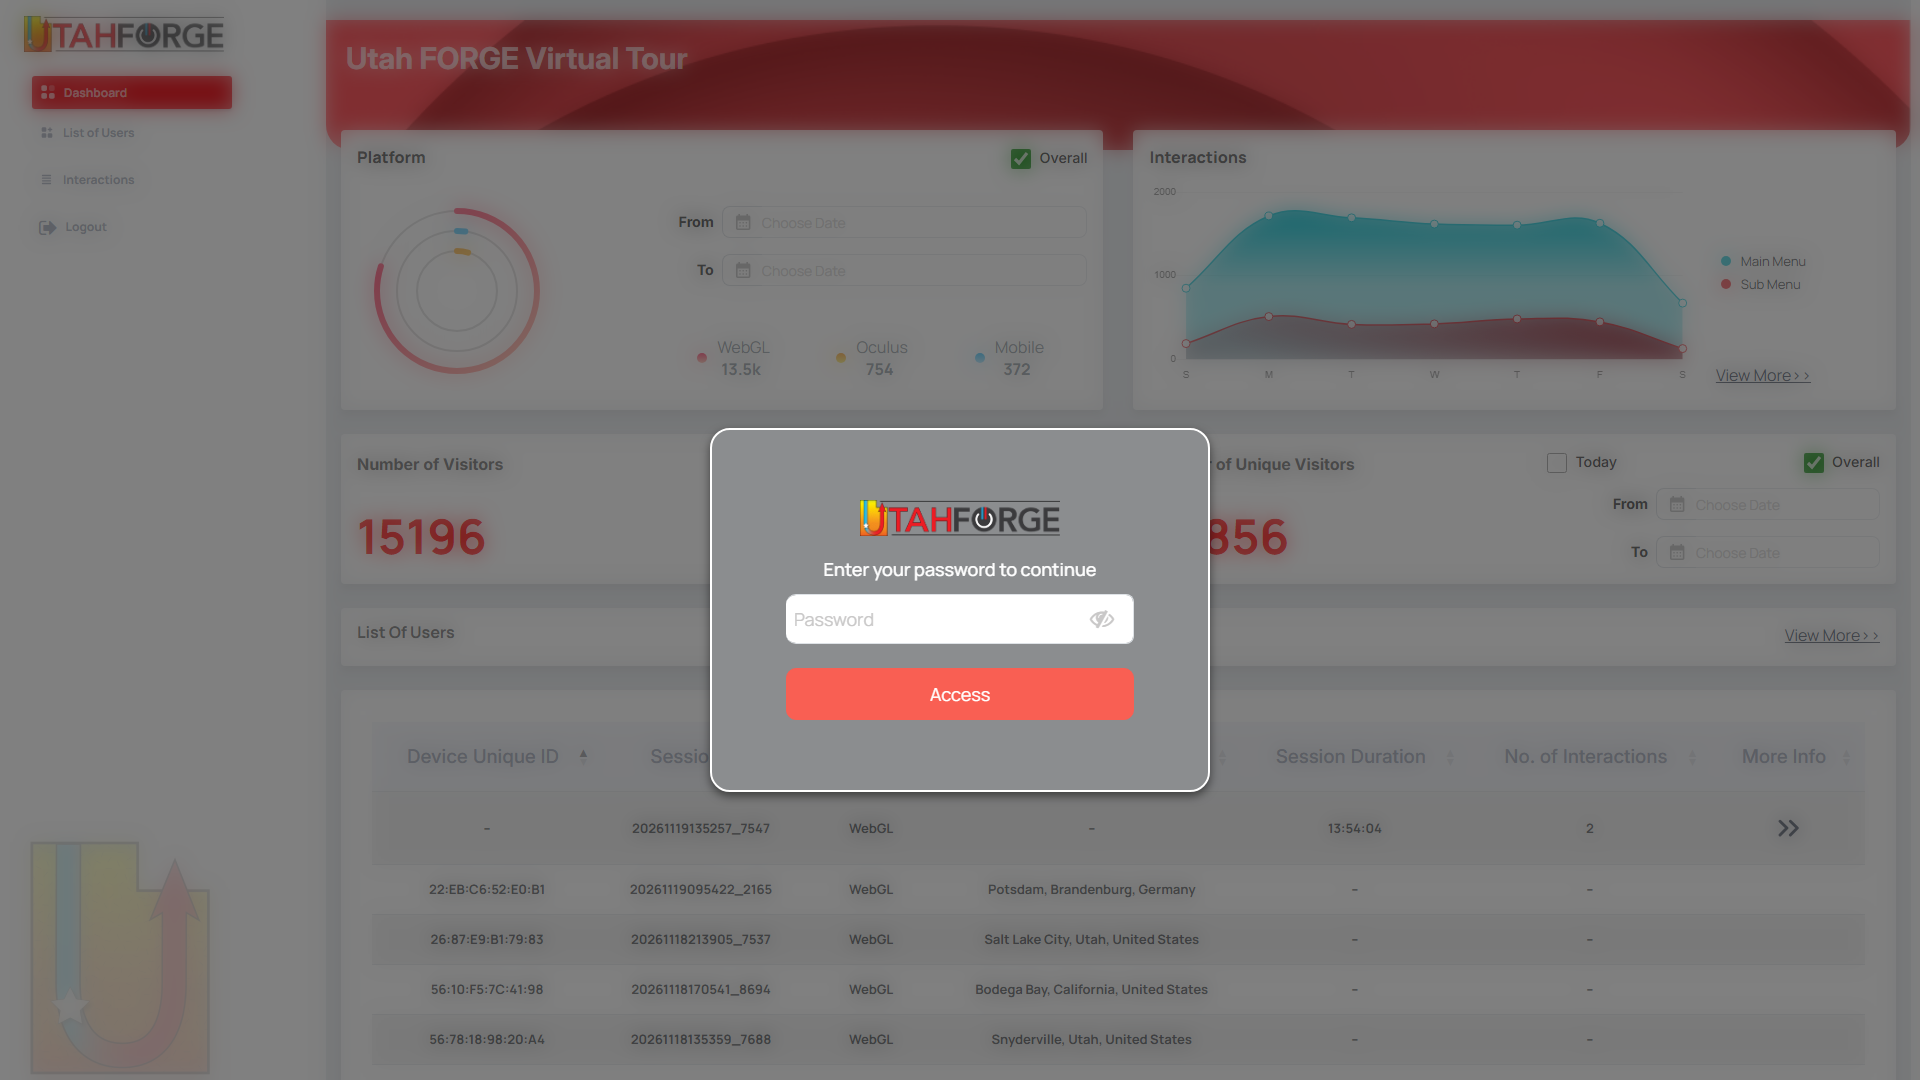 UTAHFORGE
Dashboard
List of Users
Interactions
Logout
Utah FORGE Virtual Tour
Platform
Overall
From
Choose Date
To
Choose Date
WebGL
13.5k
Oculus
754
Mobile
372
Interactions
2000
1000
0
S M T W T F S
Main Menu
Sub Menu
View More>>
Number of Visitors
15196
of Unique Visitors
856
Today
Overall
From
Choose Date
To
Choose Date
UTAHFORGE
Enter your password to continue
Password
Access
List Of Users
View More>>
Device Unique ID Sessio Session Duration No. of Interactions More Info
- 20261119135257_7547 WebGL - 13:54:04 2
22:EB:C6:52:E0:B1 20261119095422_2165 WebGL Potsdam, Brandenburg, Germany - -
26:87:E9:B1:79:83 20261118213905_7537 WebGL Salt Lake City, Utah, United States - -
56:10:F5:7C:41:98 20261118170541_8694 WebGL Bodega Bay, California, United States - -
56:78:18:98:20:A4 20261118135359_7688 WebGL Snyderville, Utah, United States - -